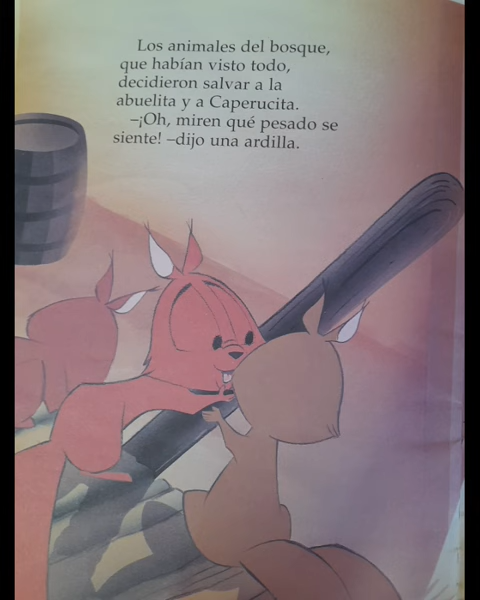 Los animales del bosque,
que habían visto todo,
decidieron salvar a la
abuelita y a Caperucita.
–¡Oh, miren qué pesado se
siente! –dijo una ardilla.